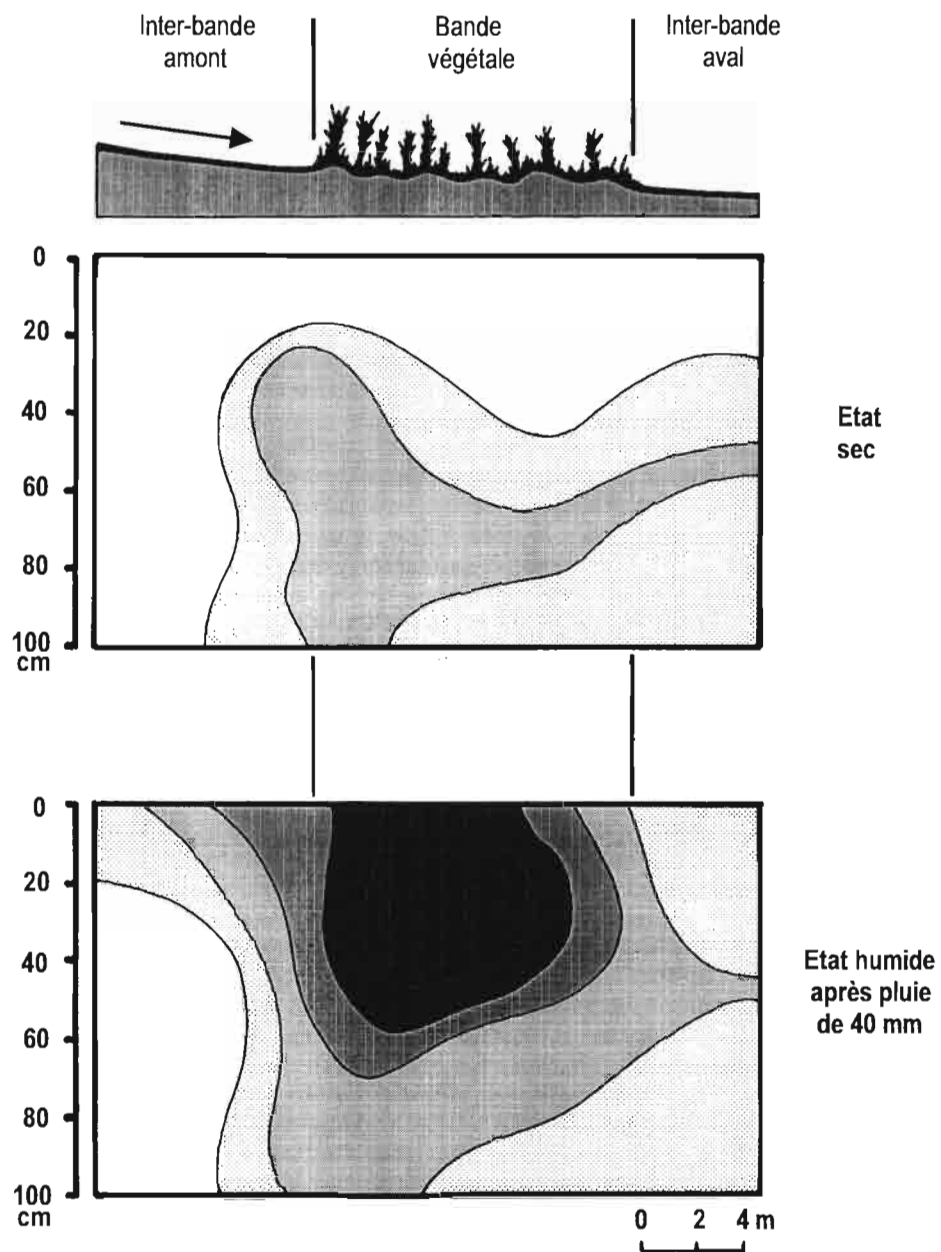 Inter-bande
amont
Bande
végétale
Inter-bande
aval
0
20
40
60
80
100
cm
Etat
sec
0
20
40
60
80
100
cm
Etat humide
après pluie
de 40 mm
0 2 4 m